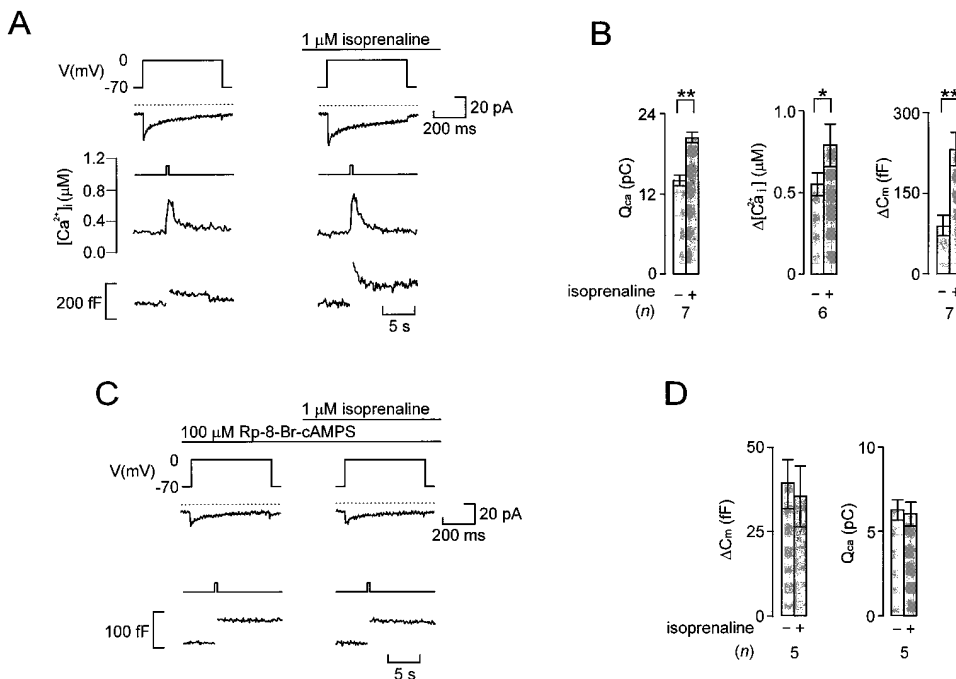 A
1 μM isoprenaline
V(mV)
0
-70
20 pA
200 ms
[Ca²⁺]i (μM)
1.2
0.8
0.4
0.0
200 fF
5 s
B
Qca (pC)
24
12
0
**
Δ[Ca²⁺i] (μM)
1.0
0.5
0
*
ΔCm (fF)
300
150
0
**
isoprenaline
− +
− +
− +
(n)
7
6
7
C
1 μM isoprenaline
100 μM Rp-8-Br-cAMPS
V(mV)
0
-70
20 pA
200 ms
100 fF
5 s
D
ΔCm (fF)
50
25
0
Qca (pC)
10
6
0
isoprenaline
− +
− +
(n)
5
5